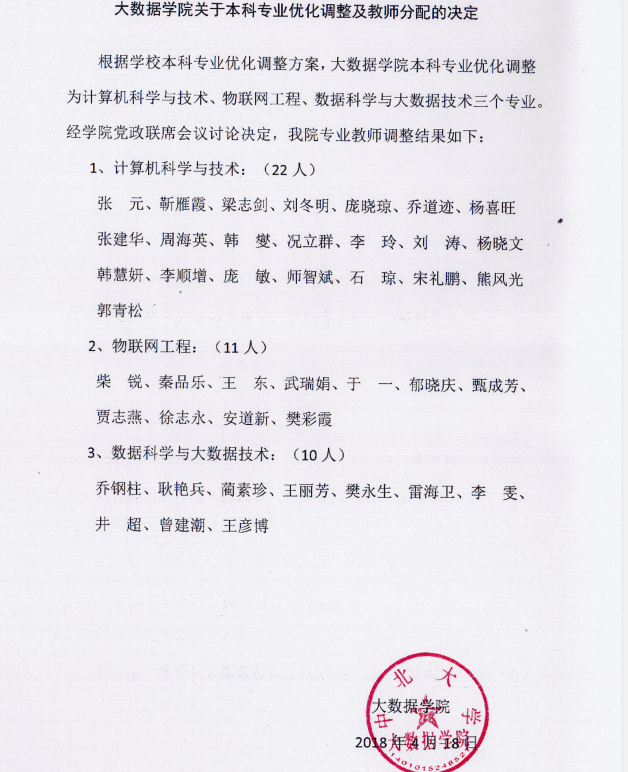 大数据学院关于本科专业优化调整及教师分配的决定
根据学校本科专业优化调整方案，大数据学院本科专业优化调整
为计算机科学与技术、物联网工程、数据科学与大数据技术三个专业。
经学院党政联席会议讨论决定，我院专业教师调整结果如下：
1、计算机科学与技术：（22人）
张　元、靳雁霞、梁志剑、刘冬明、庞晓琼、乔道迹、杨喜旺
张建华、周海英、韩　燮、况立群、李　玲、刘　涛、杨晓文
韩慧妍、李顺增、庞　敏、师智斌、石　琼、宋礼鹏、熊风光
郭青松
2、物联网工程：（11人）
柴　锐、秦品乐、王　东、武瑞娟、于　一、郁晓庆、甄成芳、
贾志燕、徐志永、安道新、樊彩霞
3、数据科学与大数据技术：（10人）
乔钢柱、耿艳兵、蔺素珍、王丽芳、樊永生、雷海卫、李　雯、
井　超、曾建潮、王彦博
中北大学
大数据学院
大数据学院
2018年4月18日